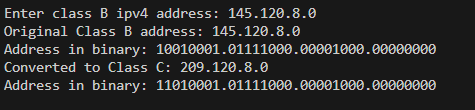 Enter class B ipv4 address: 145.120.8.0
Original Class B address: 145.120.8.0
Address in binary: 10010001.01111000.00001000.00000000
Converted to Class C: 209.120.8.0
Address in binary: 11010001.01111000.00001000.00000000